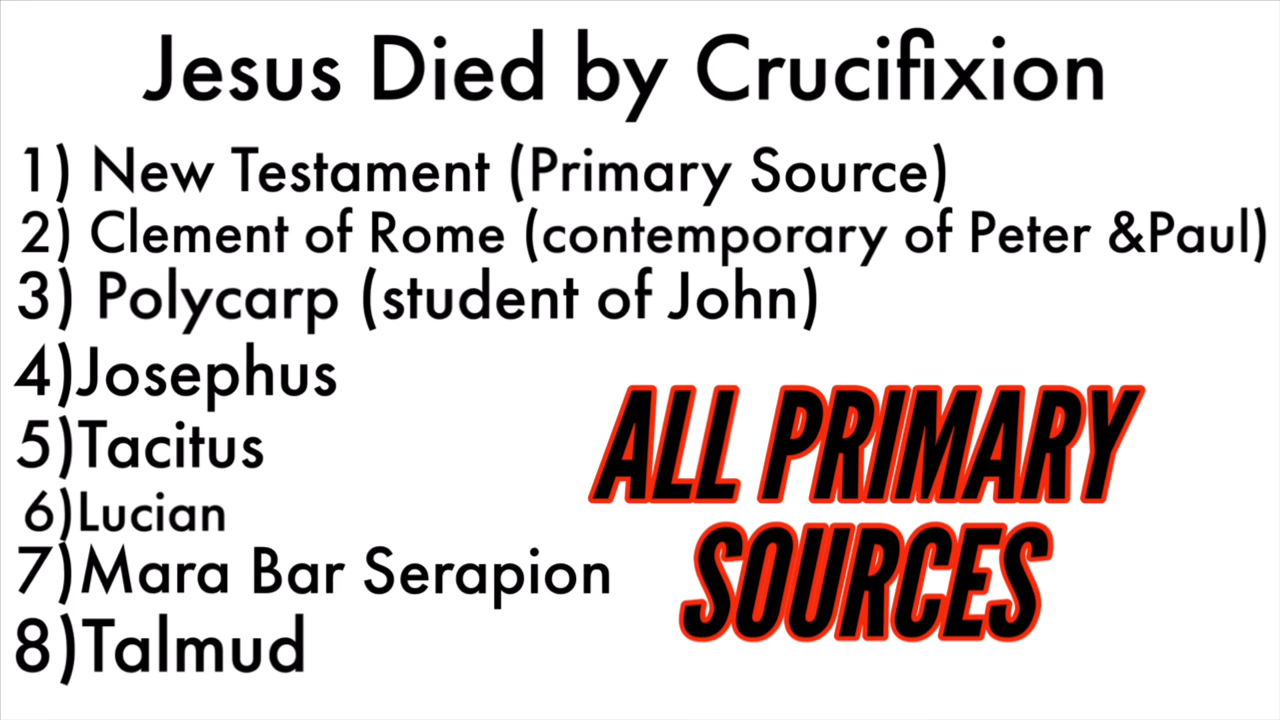 Jesus Died by Crucifixion
1) New Testament (Primary Source)
2) Clement of Rome (contemporary of Peter &Paul)
3) Polycarp (student of John)
4)Josephus
5)Tacitus
6)Lucian
7)Mara Bar Serapion
8)Talmud
ALL PRIMARY
SOURCES